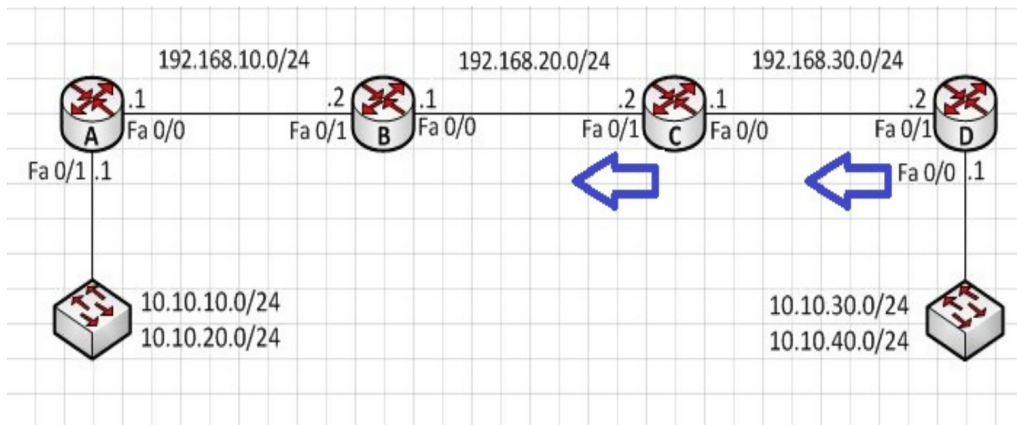 192.168.10.0/24
192.168.20.0/24
192.168.30.0/24
.1
.2
.1
.2
.1
.2
A
Fa 0/0
Fa 0/1
B
Fa 0/0
Fa 0/1
C
Fa 0/0
Fa 0/1
D
Fa 0/1
.1
Fa 0/0
.1
10.10.10.0/24
10.10.20.0/24
10.10.30.0/24
10.10.40.0/24